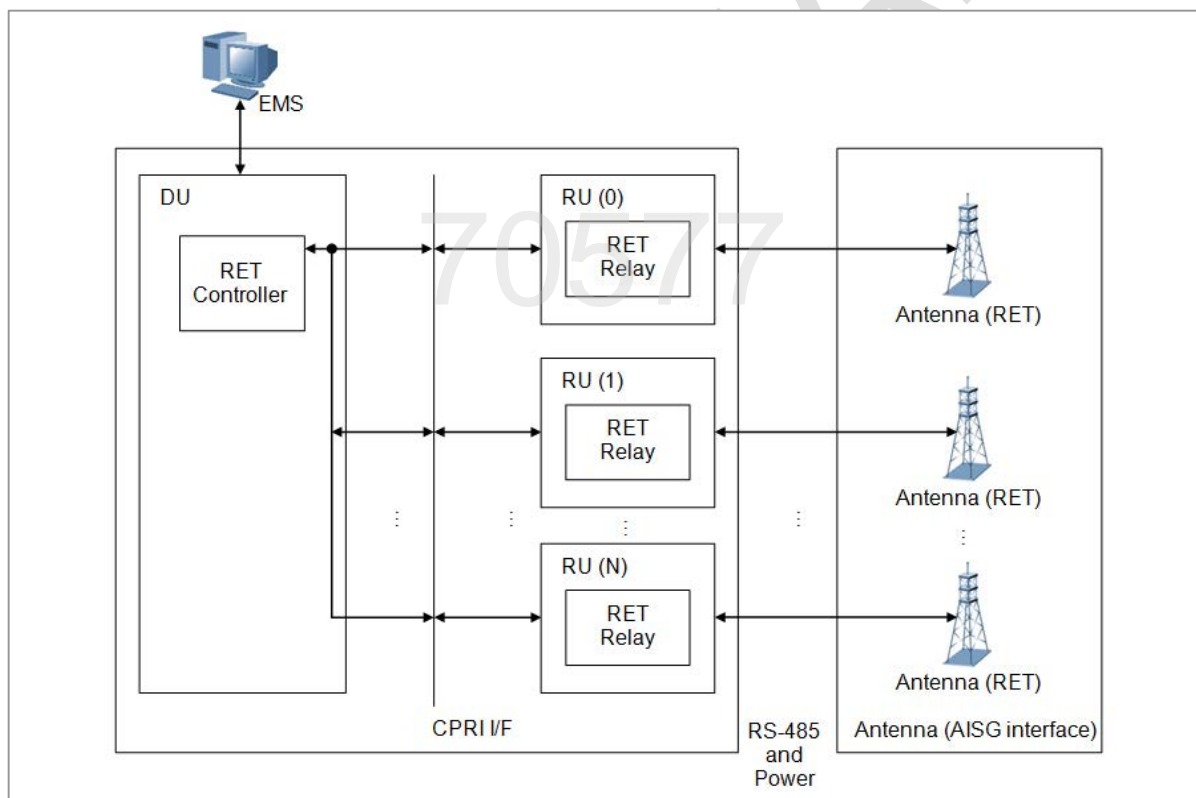 EMS
DU
RET
Controller
RU (0)
RET
Relay
Antenna (RET)
RU (1)
RET
Relay
Antenna (RET)
RU (N)
RET
Relay
Antenna (RET)
CPRI I/F
RS-485
and
Power
Antenna (AISG interface)
70577